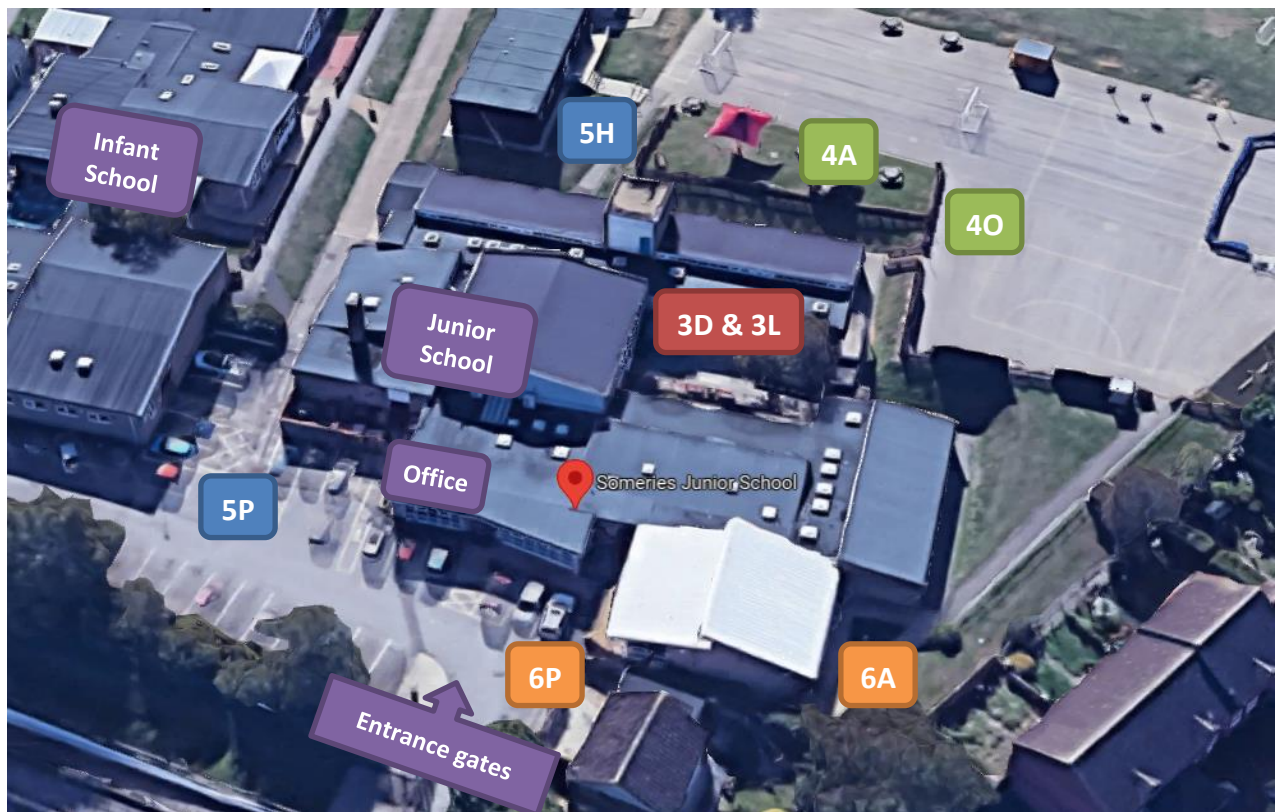 5H
Infant
School
4A
4O
Junior
School
3D & 3L
Office
Someries Junior School
5P
6P
6A
Entrance gates